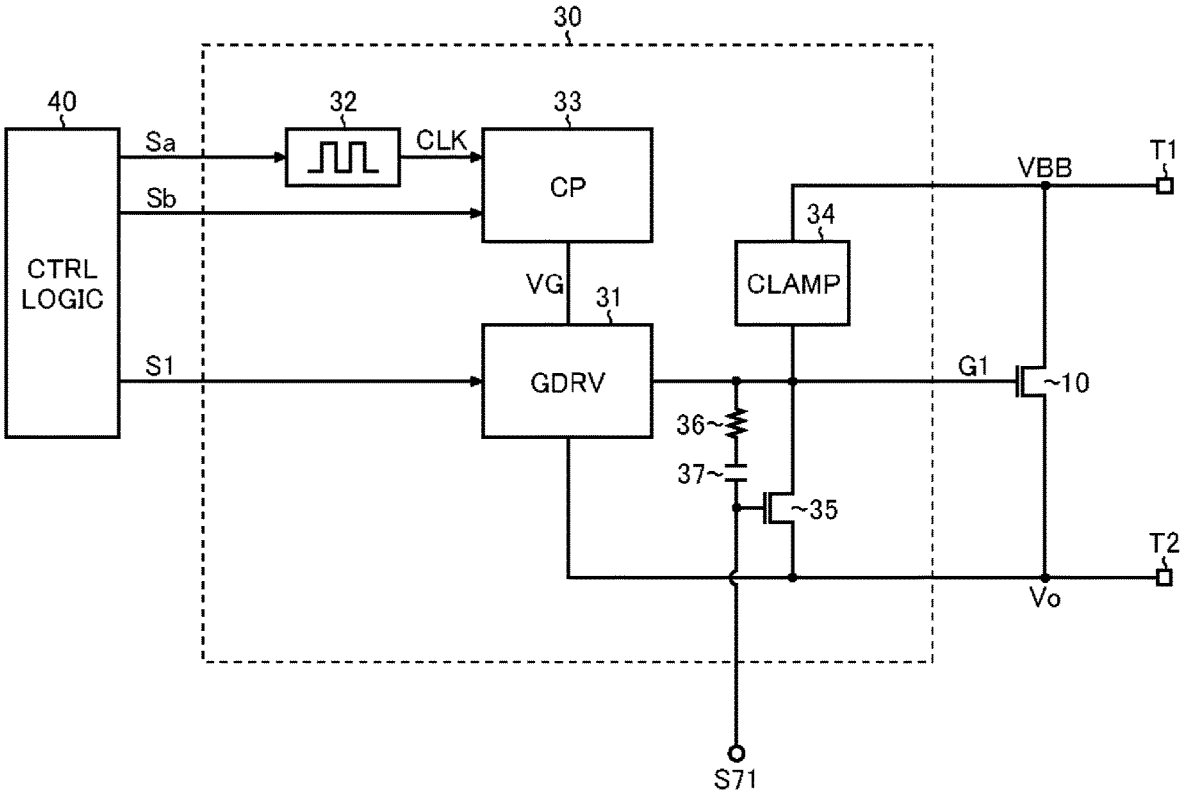 30
40
32
33
Sa
CLK
T1
Sb
CP
VBB
34
CTRL
LOGIC
VG
CLAMP
31
S1
GDRV
G1
~10
36~
37~
~35
T2
Vo
S71